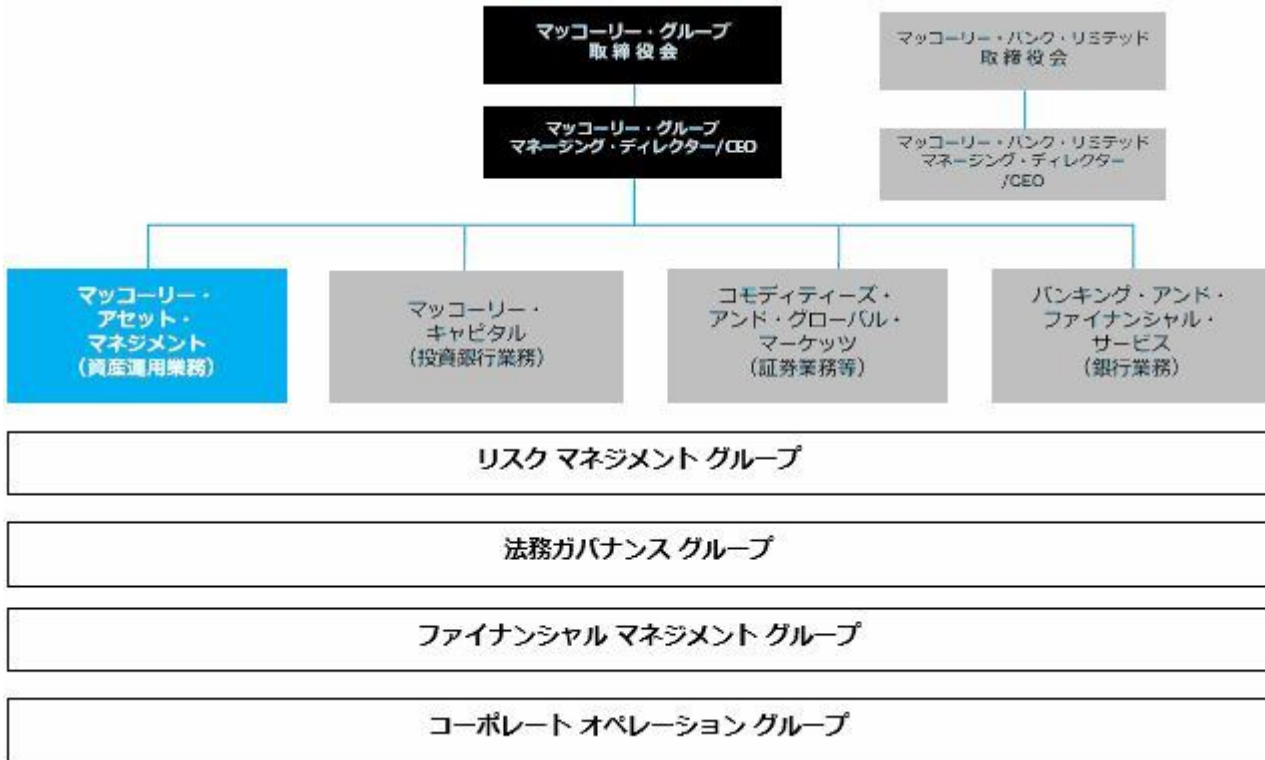 マッコーリー・グループ
取締役会
マッコーリー・バンク・リミテッド
取締役会
マッコーリー・グループ
マネージング・ディレクター/CEO
マッコーリー・バンク・リミテッド
マネージング・ディレクター
/CEO
マッコーリー・
アセット・
マネジメント
(資産運用業務)
マッコーリー・
キャピタル
(投資銀行業務)
コモディティーズ・
アンド・グローバル・
マーケッツ
(証券業務等)
バンキング・アンド・
ファイナンシャル・
サービス
(銀行業務)
リスク マネジメント グループ
法務ガバナンス グループ
ファイナンシャル マネジメント グループ
コーポレート オペレーション グループ